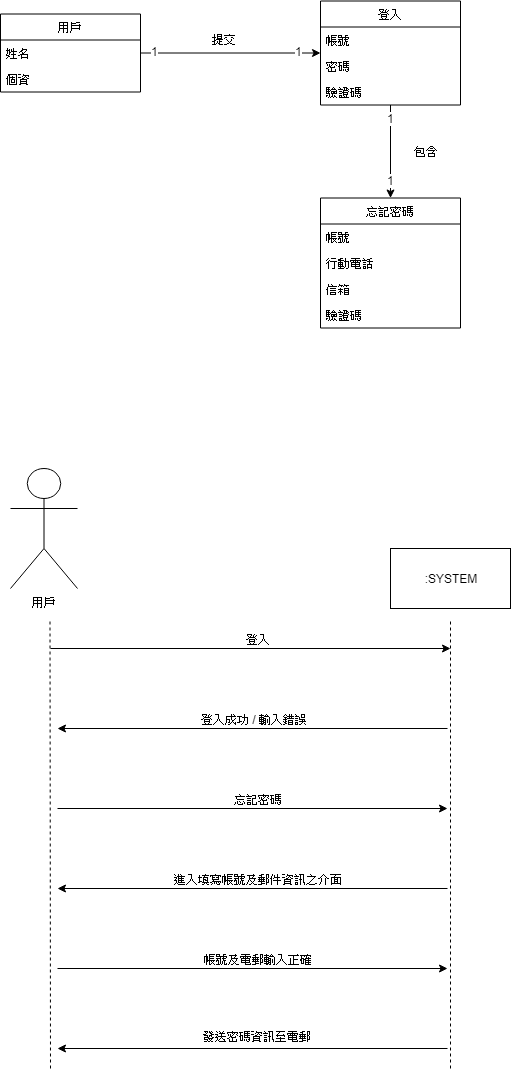 用戶
姓名
個資
1
提交
1
登入
帳號
密碼
驗證碼
1
包含
1
忘記密碼
帳號
行動電話
信箱
驗證碼
用戶
:SYSTEM
登入
登入成功 / 輸入錯誤
忘記密碼
進入填寫帳號及郵件資訊之介面
帳號及電郵輸入正確
發送密碼資訊至電郵